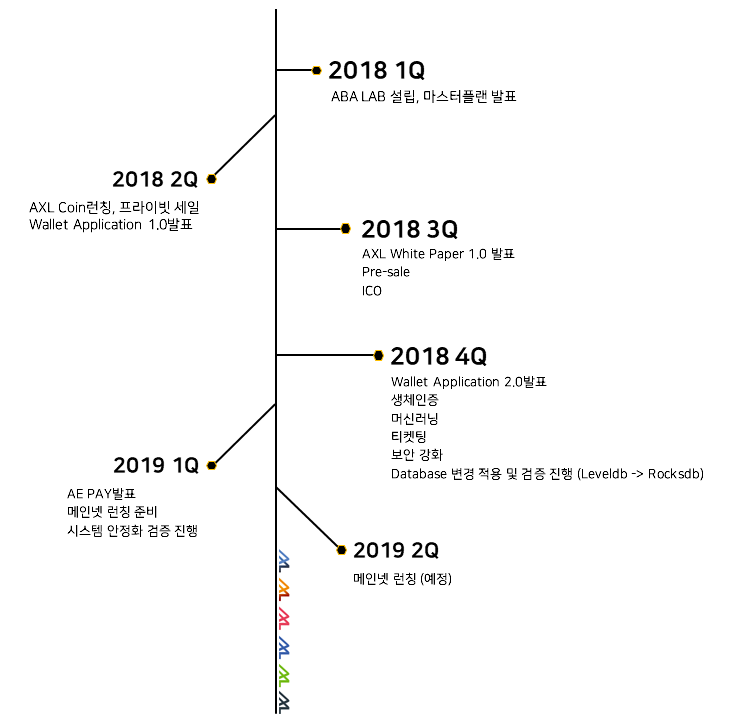 2018 1Q
ABA LAB 설립, 마스터플랜 발표
2018 2Q
AXL Coin런칭, 프라이빗 세일
Wallet Application 1.0발표
2018 3Q
AXL White Paper 1.0 발표
Pre-sale
ICO
2018 4Q
Wallet Application 2.0발표
생체인증
머신러닝
티켓팅
보안 강화
Database 변경 적용 및 검증 진행 (Leveldb -> Rocksdb)
2019 1Q
AE PAY발표
메인넷 런칭 준비
시스템 안정화 검증 진행
2019 2Q
메인넷 런칭 (예정)